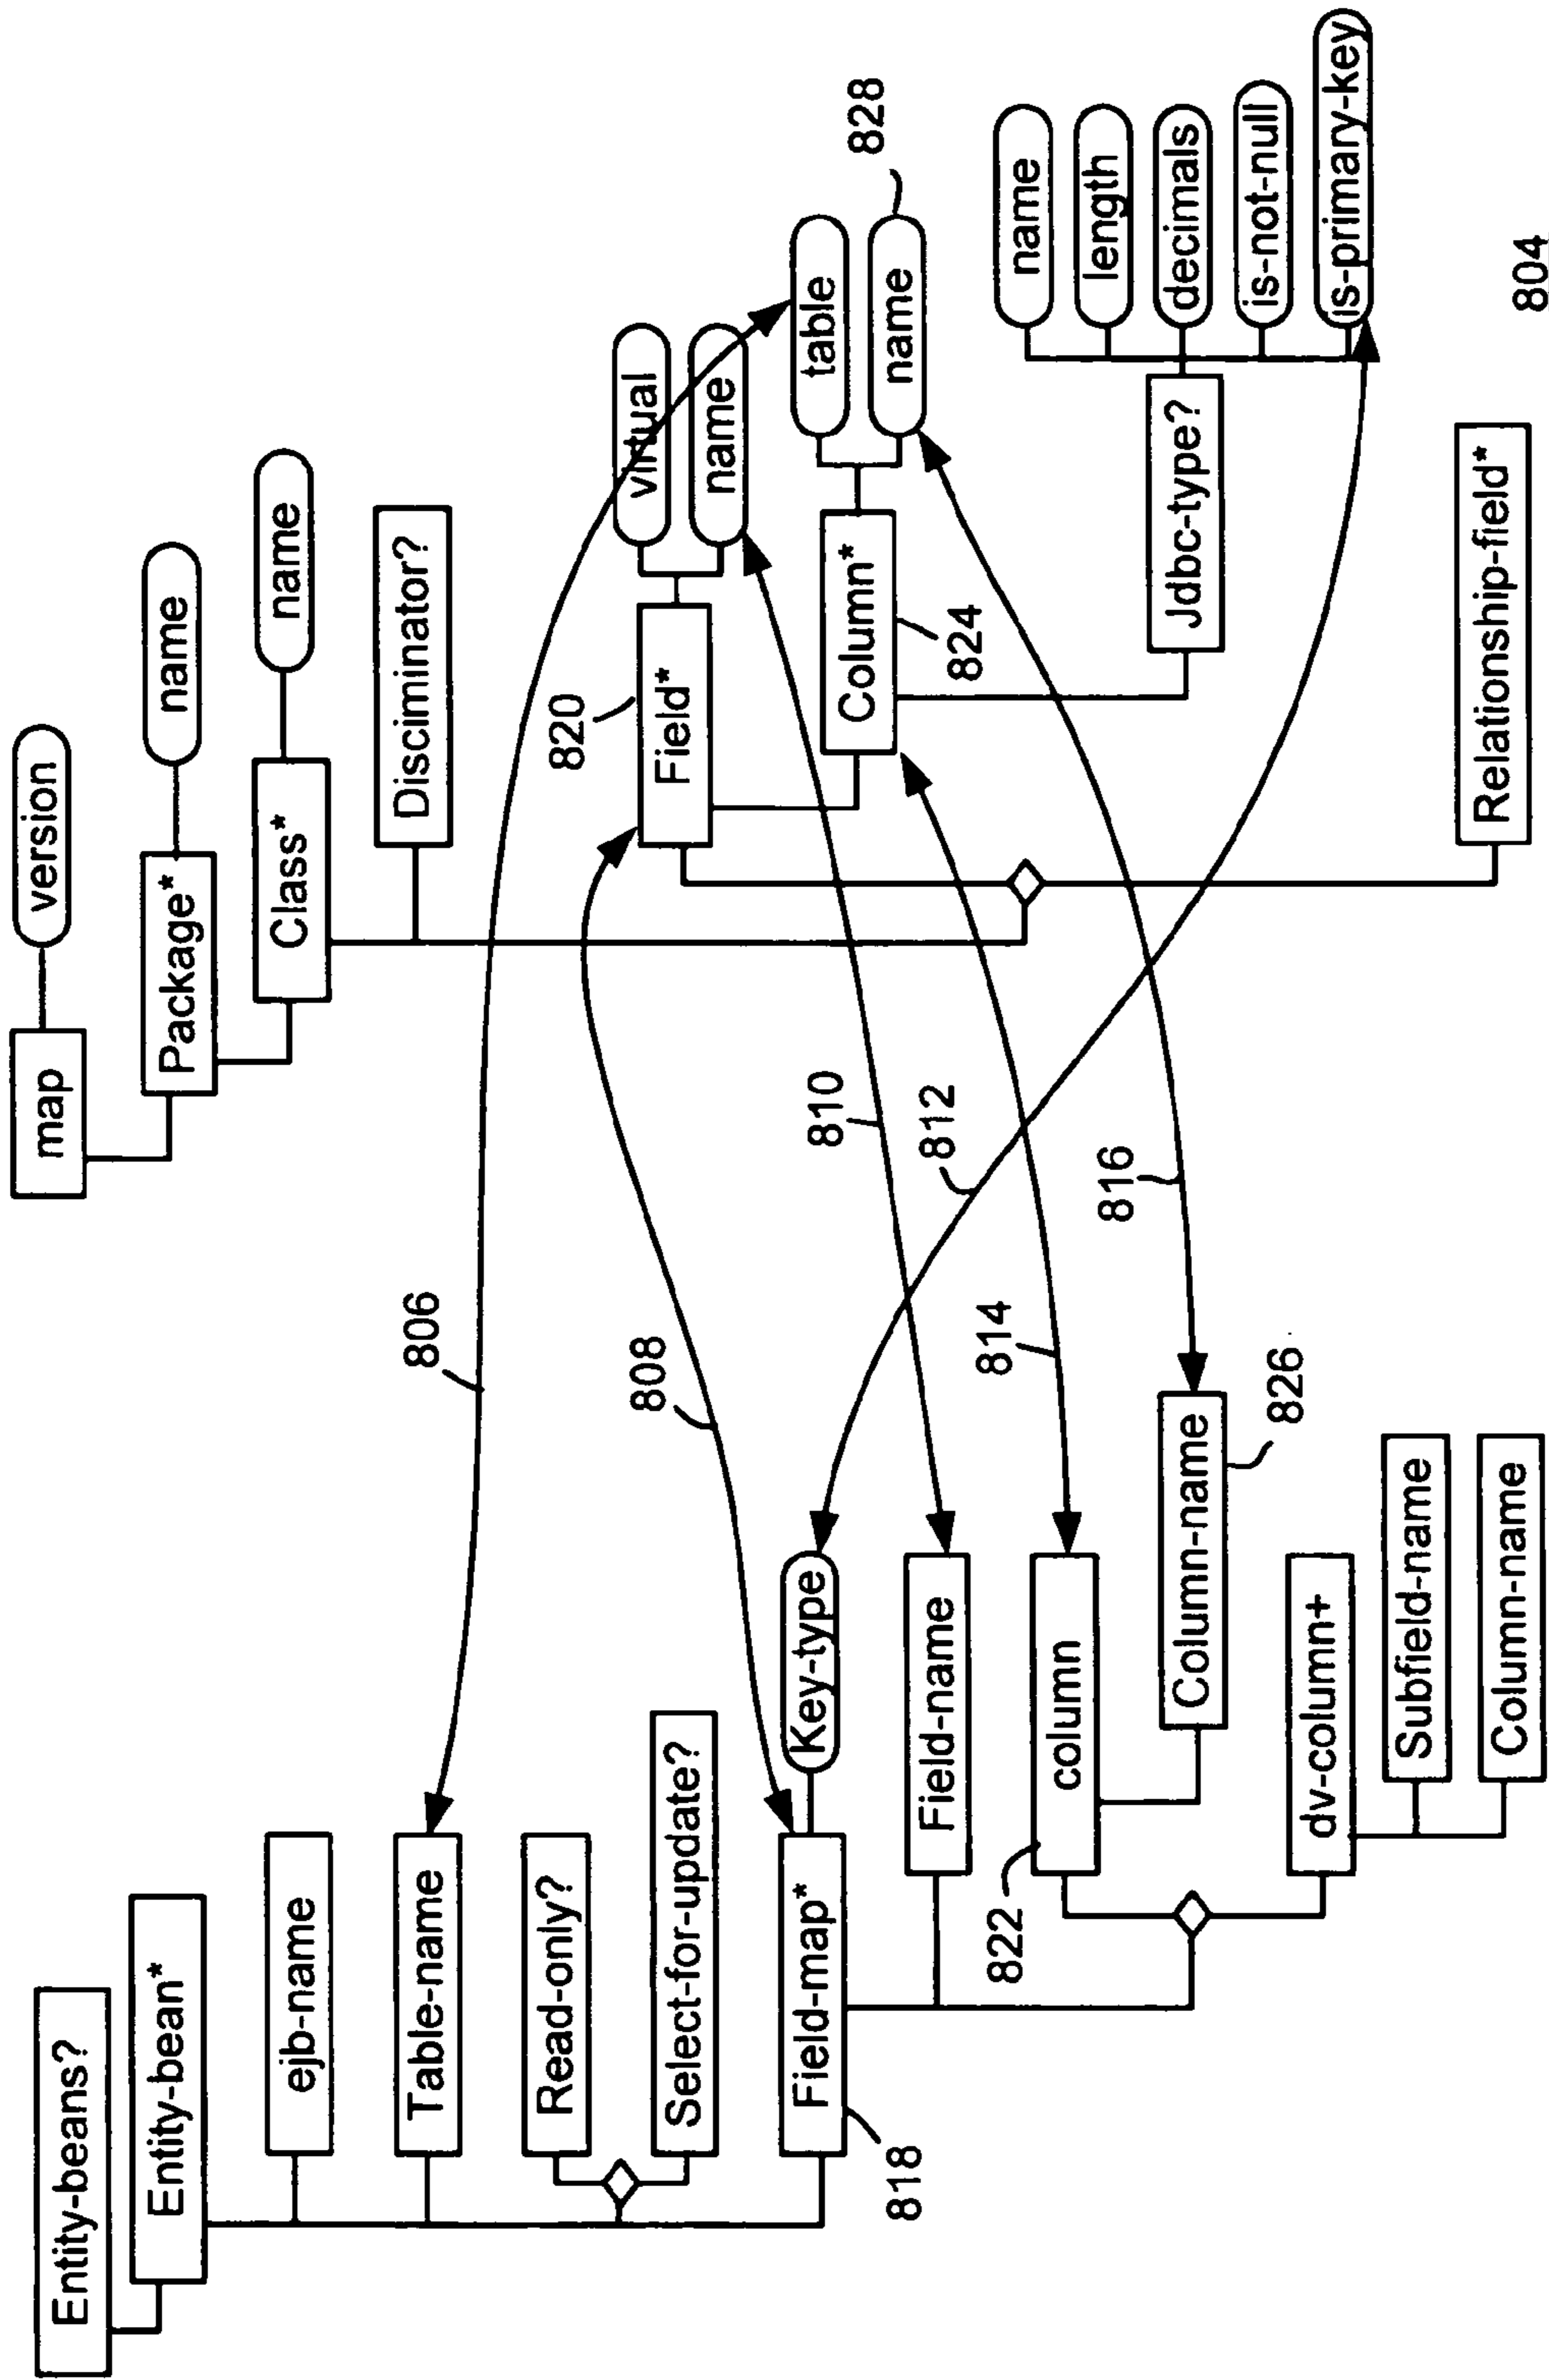 Entity-beans?
Entity-bean*
ejb-name
Table-name
Read-only?
Select-for-update?
Field-map*
818
Key-type
Field-name
822
column
Column-name
826
dv-column+
Subfield-name
Column-name
806
808
810
812
814
816
map
version
Package*
name
Class*
name
Disciminator?
820
Field*
virtual
name
Column*
824
table
name
828
Jdbc-type?
name
length
decimals
is-not-null
is-primary-key
Relationship-field*
804